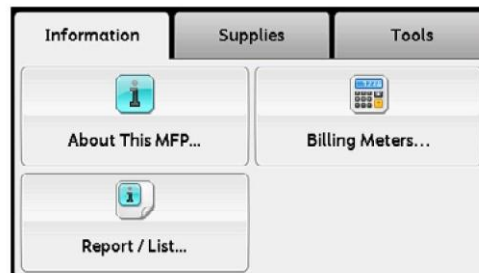 Information
Supplies
Tools
About This MFP...
Billing Meters...
Report / List...